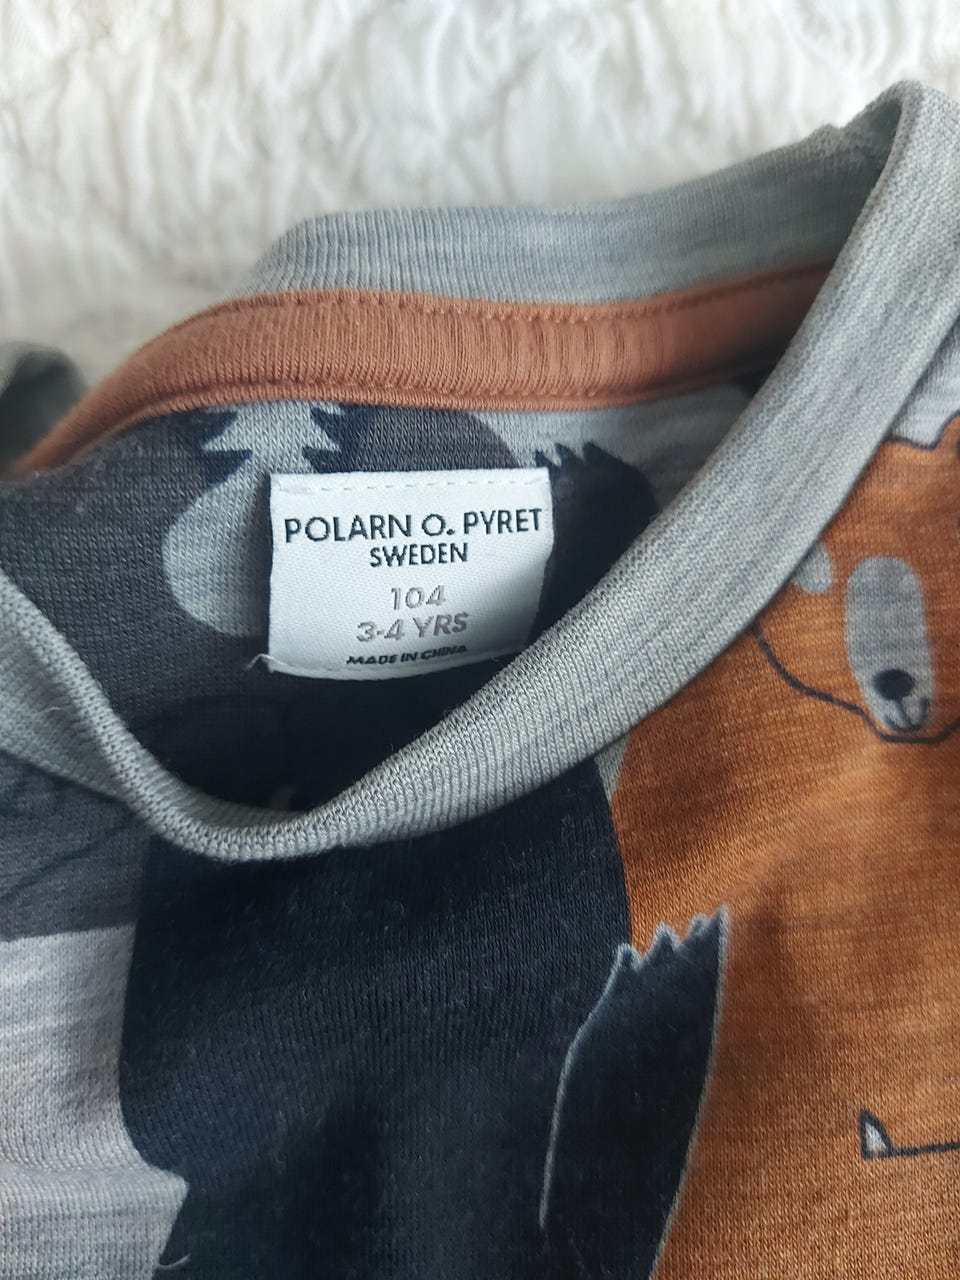 POLARN O. PYRET
SWEDEN
104
3-4 YRS
MADE IN CHINA